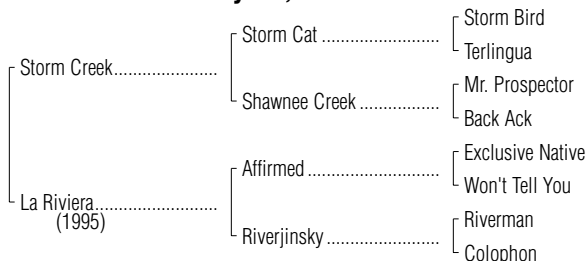 Storm Bird
Storm Cat
Terlingua
Storm Creek
Mr. Prospector
Shawnee Creek
Back Ack
Exclusive Native
Affirmed
Won't Tell You
La Riviera
(1995)
Riverman
Riverjinsky
Colophon